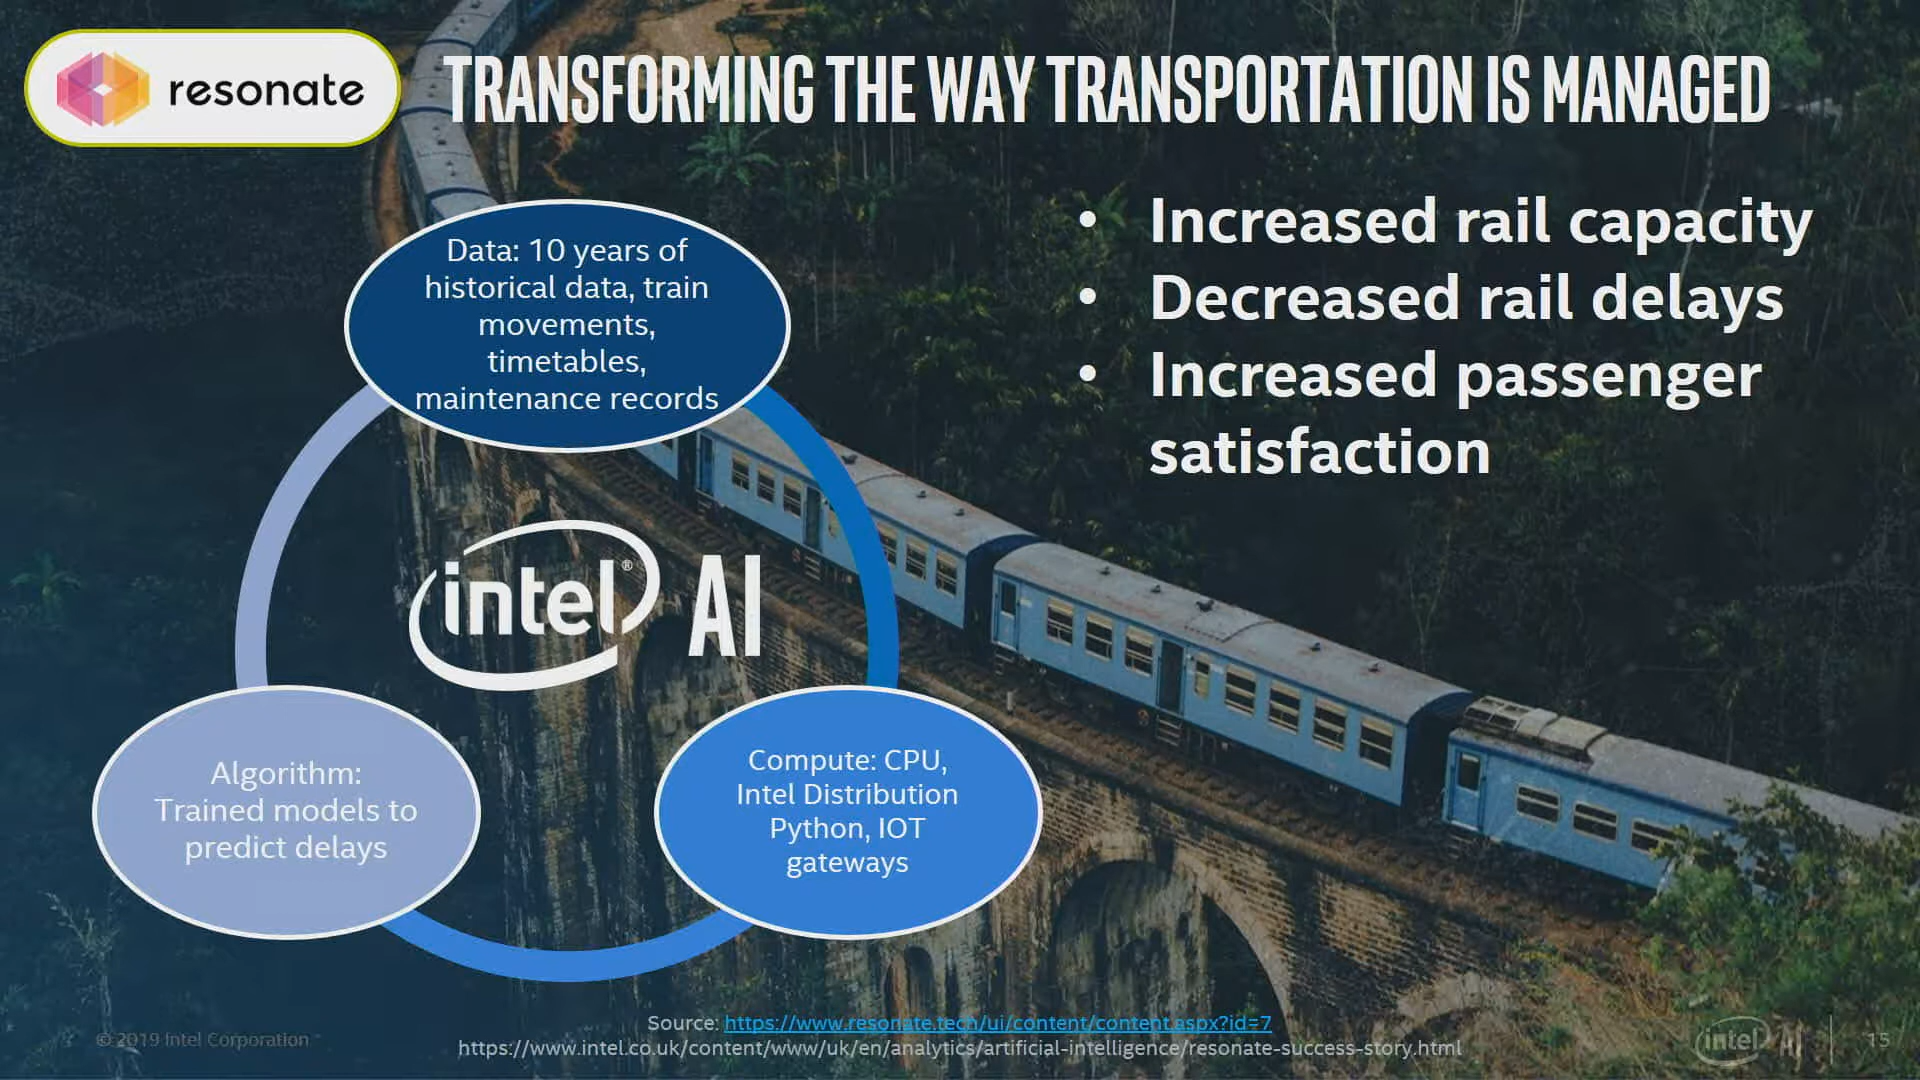 resonate
TRANSFORMING THE WAY TRANSPORTATION IS MANAGED
• Increased rail capacity
• Decreased rail delays
• Increased passenger
satisfaction
Data: 10 years of
historical data, train
movements,
timetables,
maintenance records
intel® AI
Algorithm:
Trained models to
predict delays
Compute: CPU,
Intel Distribution
Python, IOT
gateways
Source: https://www.resonate.tech/ui/content/content.aspx?id=7
https://www.intel.co.uk/content/www/uk/en/analytics/artificial-intelligence/resonate-success-story.html
© 2019 Intel Corporation
intel AI
15